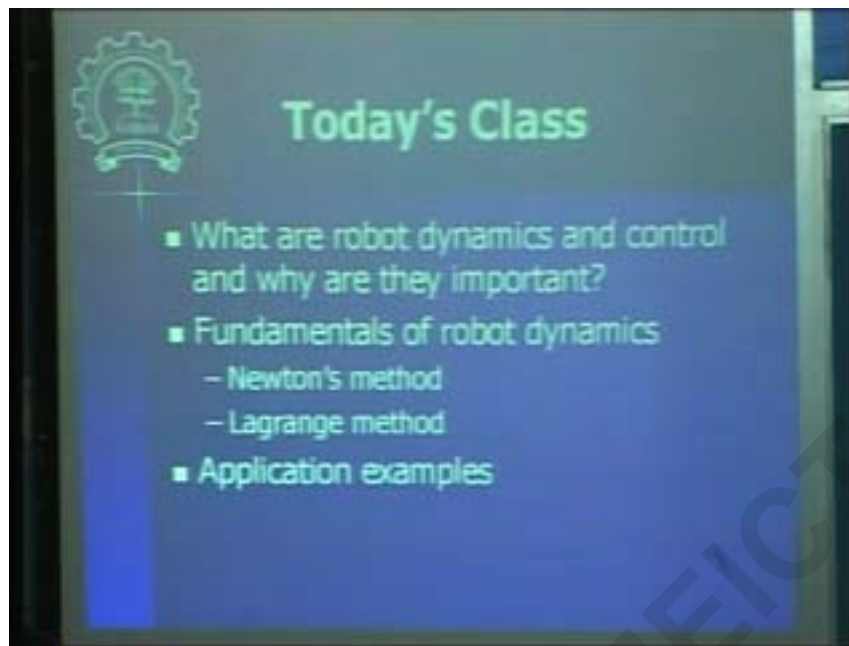 Today's Class
■ What are robot dynamics and control
and why are they important?
■ Fundamentals of robot dynamics
– Newton's method
– Lagrange method
■ Application examples
EICT